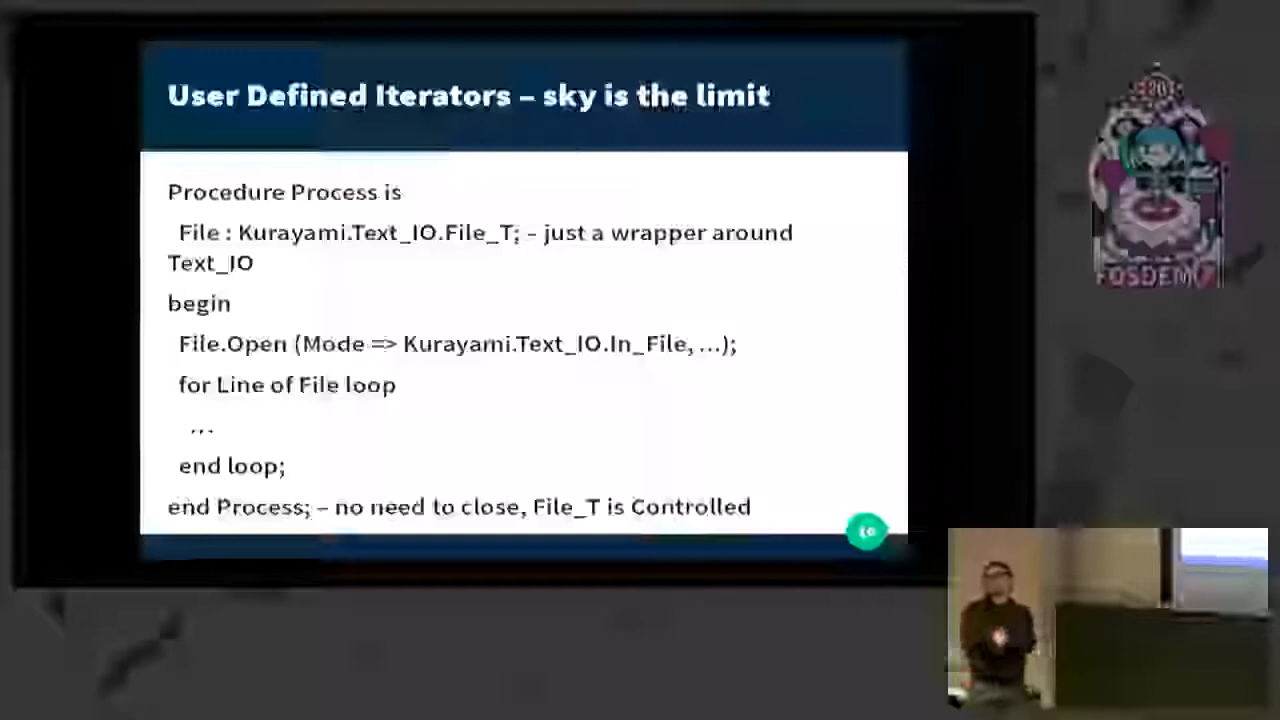 User Defined Iterators – sky is the limit
Procedure Process is
File : Kurayami.Text_IO.File_T; – just a wrapper around
Text_IO
begin
File.Open (Mode => Kurayami.Text_IO.In_File, ...);
for Line of File loop
...
end loop;
end Process; – no need to close, File_T is Controlled
FOSDEM